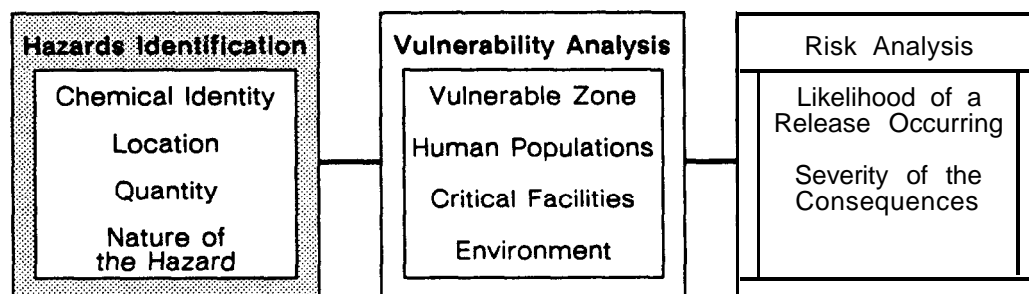 Hazards Identification
Chemical Identity
Location
Quantity
Nature of
the Hazard
Vulnerability Analysis
Vulnerable Zone
Human Populations
Critical Facilities
Environment
Risk Analysis
Likelihood of a
Release Occurring
Severity of the
Consequences